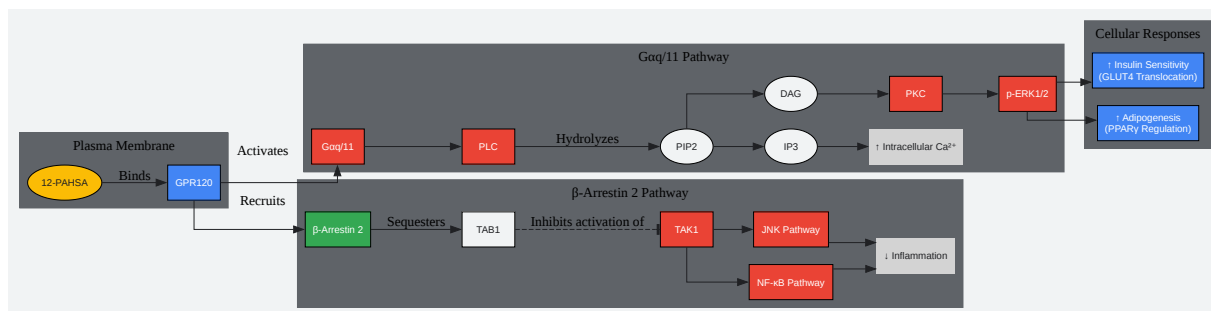 Cellular Responses
↑ Insulin Sensitivity
(GLUT4 Translocation)
↑ Adipogenesis
(PPARγ Regulation)
Gαq/11 Pathway
DAG
PKC
p-ERK1/2
Gαq/11
PLC
Hydrolyzes
PIP2
IP3
↑ Intracellular Ca²⁺
Plasma Membrane
12-PAHSA
Binds
GPR120
Activates
Recruits
β-Arrestin 2 Pathway
β-Arrestin 2
Sequesters
TAB1
Inhibits activation of
TAK1
JNK Pathway
NF-κB Pathway
↓ Inflammation